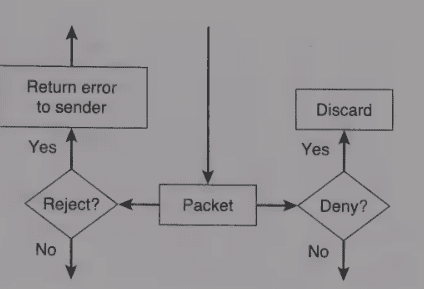 Return error
to sender
Discard
Yes
Yes
Reject?
Packet
Deny?
No
No